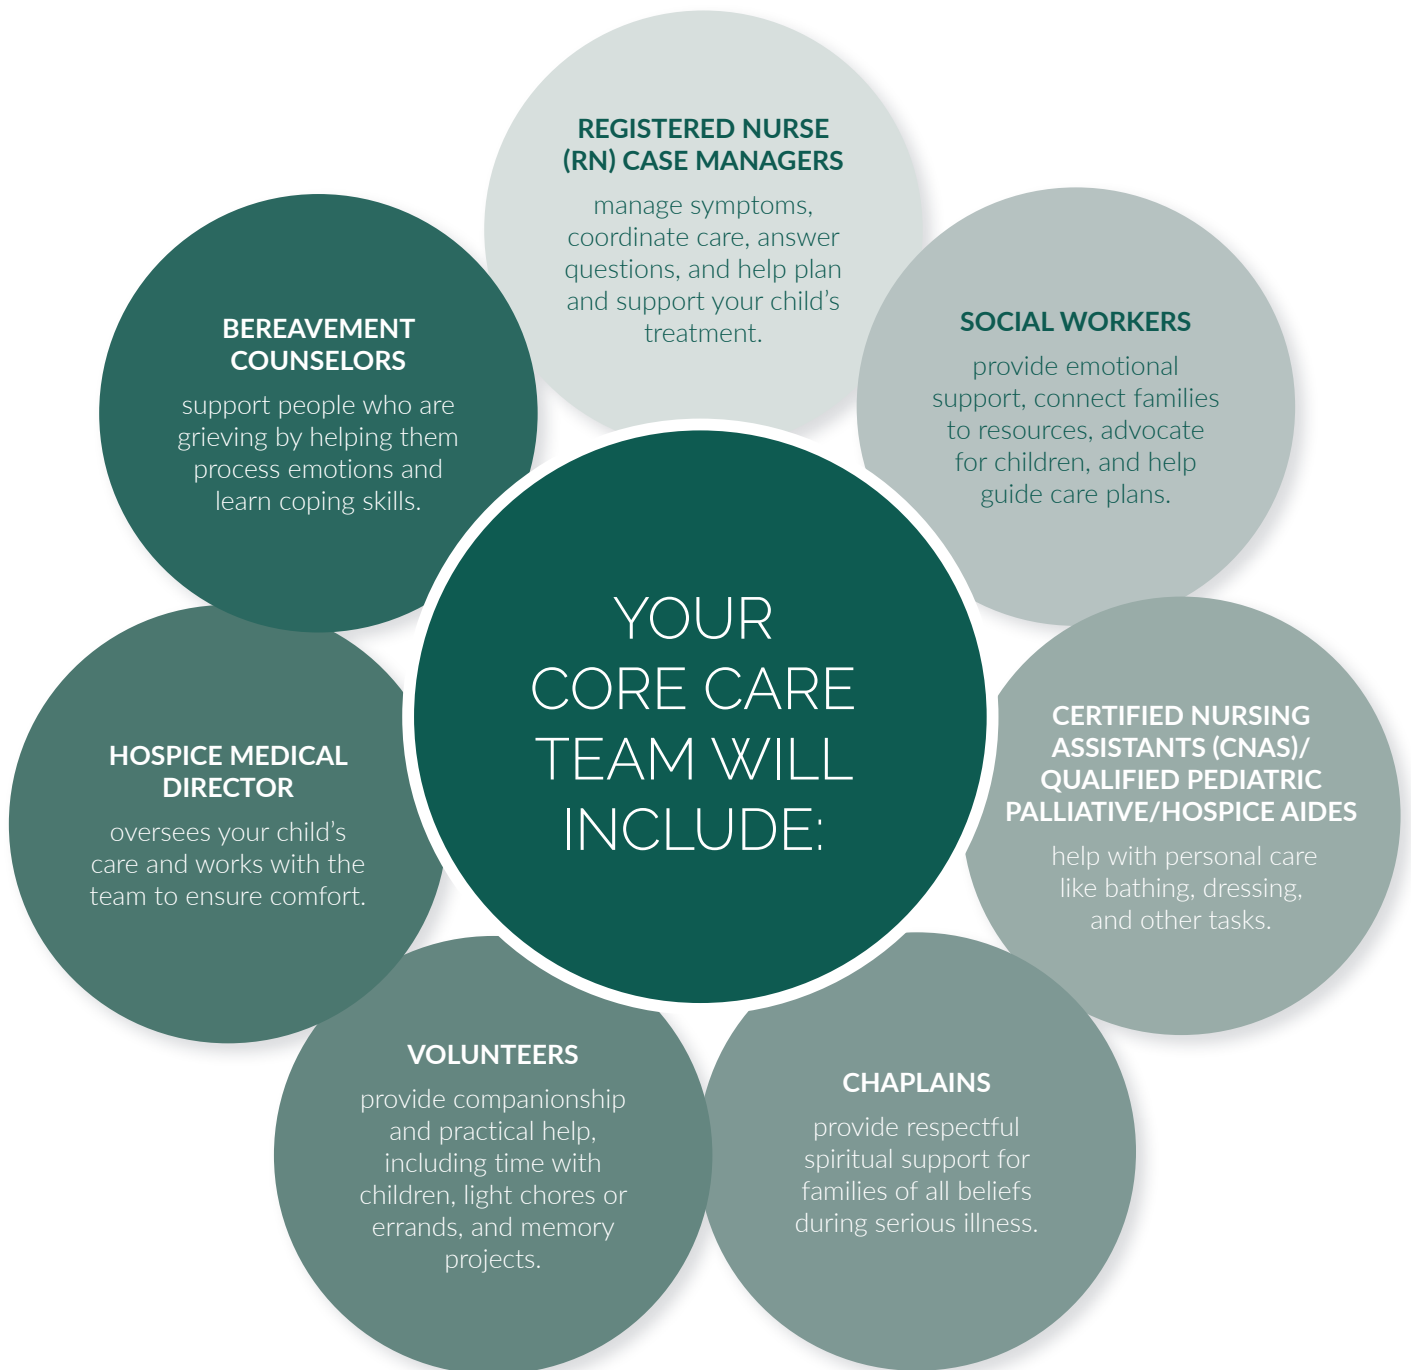 REGISTERED NURSE
(RN) CASE MANAGERS
manage symptoms,
coordinate care, answer
questions, and help plan
and support your child’s
treatment.
SOCIAL WORKERS
provide emotional
support, connect families
to resources, advocate
for children, and help
guide care plans.
CERTIFIED NURSING
ASSISTANTS (CNAS)/
QUALIFIED PEDIATRIC
PALLIATIVE/HOSPICE AIDES
help with personal care
like bathing, dressing,
and other tasks.
CHAPLAINS
provide respectful
spiritual support for
families of all beliefs
during serious illness.
VOLUNTEERS
provide companionship
and practical help,
including time with
children, light chores or
errands, and memory
projects.
HOSPICE MEDICAL
DIRECTOR
oversees your child’s
care and works with the
team to ensure comfort.
BEREAVEMENT
COUNSELORS
support people who are
grieving by helping them
process emotions and
learn coping skills.
YOUR
CORE CARE
TEAM WILL
INCLUDE: